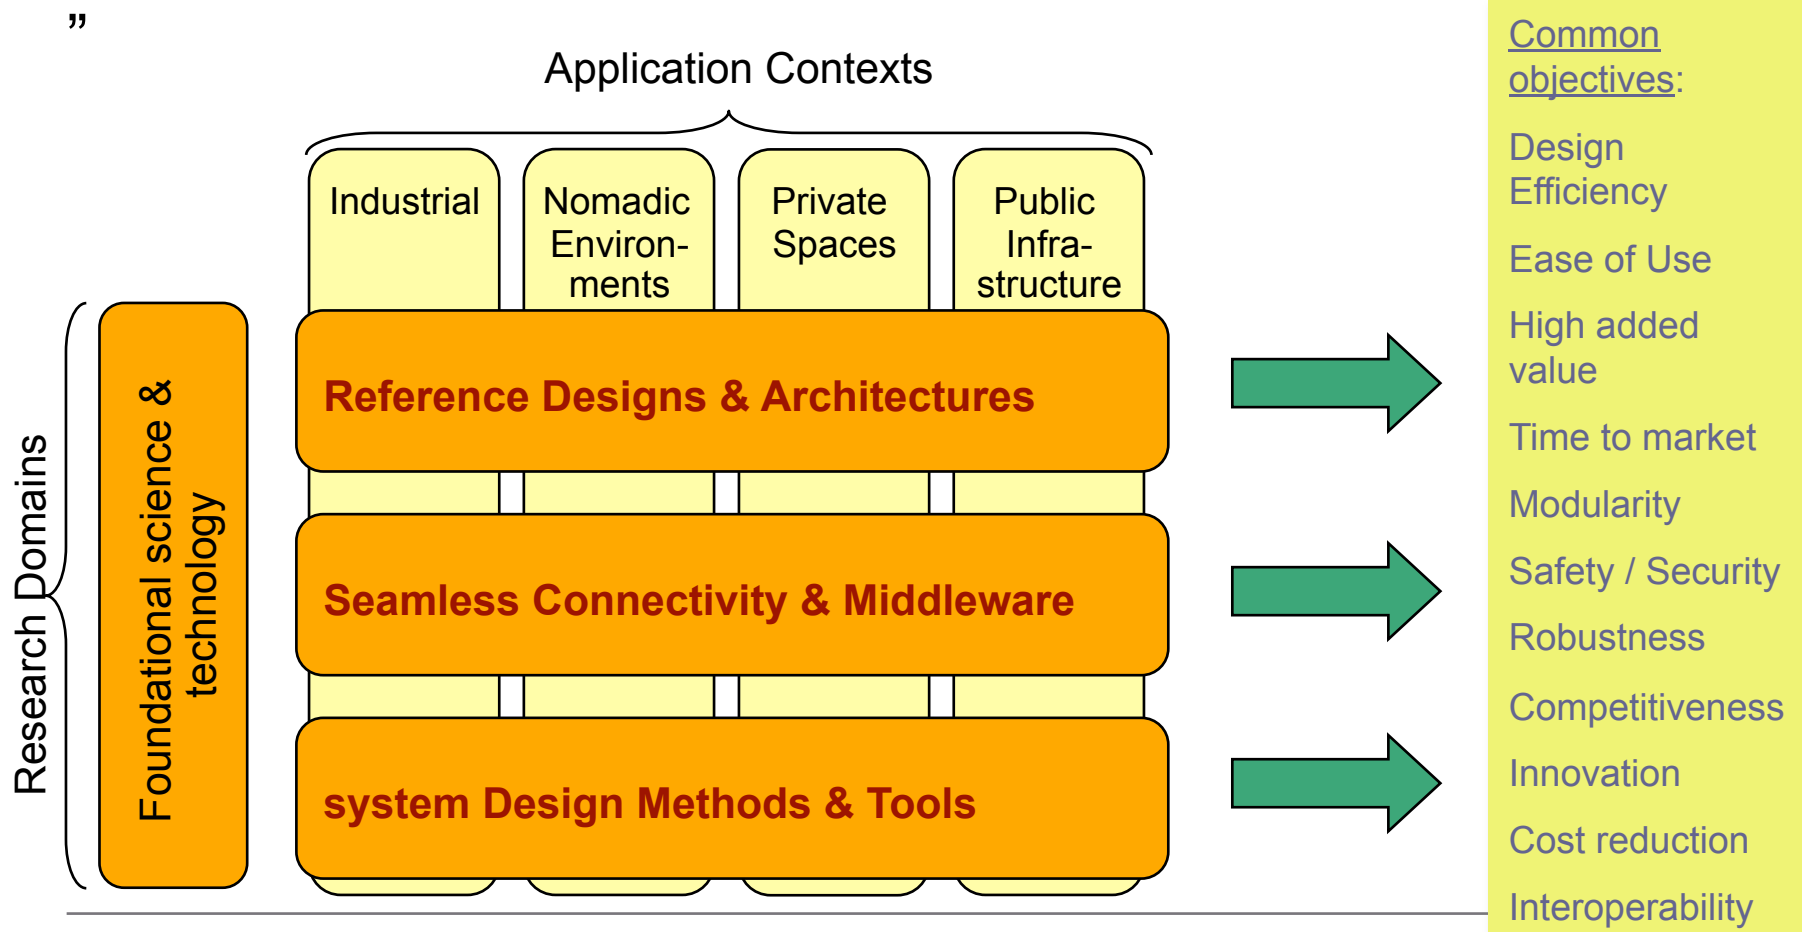 ”
Application Contexts
Industrial
Nomadic
Environ-
ments
Private
Spaces
Public
Infra-
structure
Research Domains
Foundational science &
technology
Reference Designs & Architectures
Seamless Connectivity & Middleware
system Design Methods & Tools
Common
objectives:
Design
Efficiency
Ease of Use
High added
value
Time to market
Modularity
Safety / Security
Robustness
Competitiveness
Innovation
Cost reduction
Interoperability